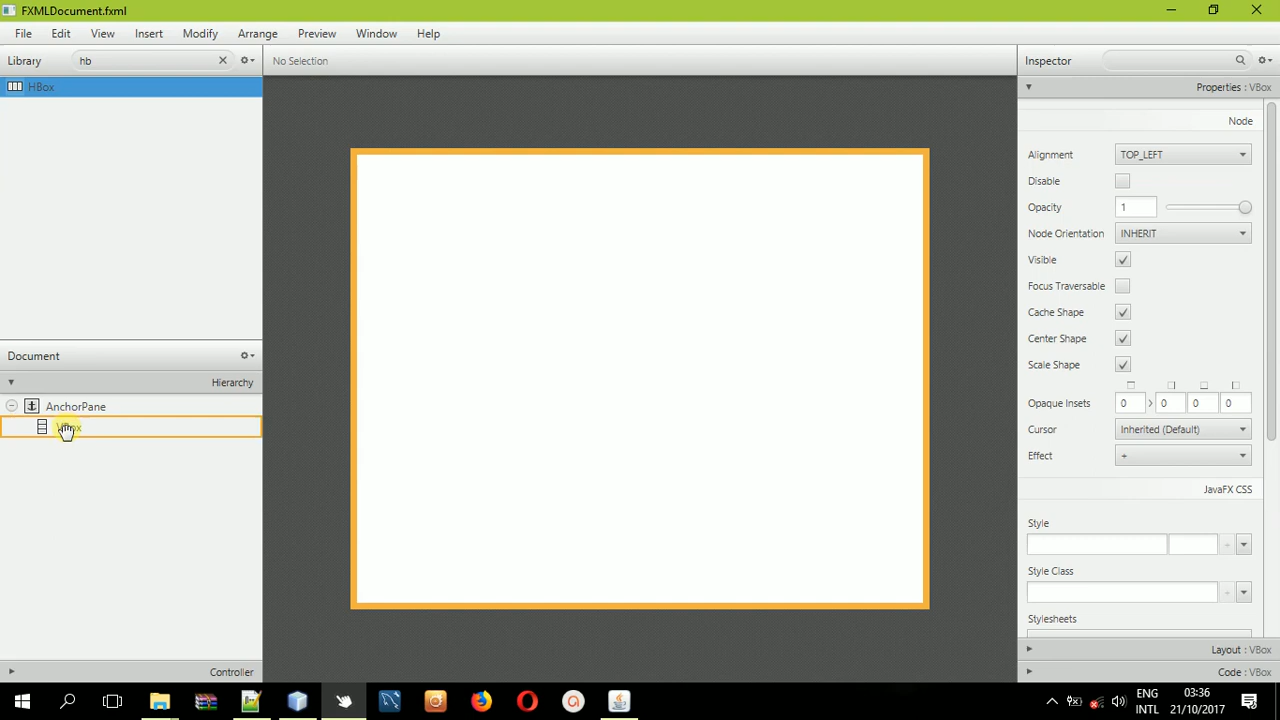 FXMLDocument.fxml
File Edit View Insert Modify Arrange Preview Window Help
Library hb No Selection Inspector
HBox Properties : VBox
Node
Alignment TOP_LEFT
Disable
Opacity 1
Node Orientation INHERIT
Visible
Focus Traversable
Cache Shape
Center Shape
Document
Scale Shape
Hierarchy
AnchorPane
Opaque Insets 0 0 0 0
VBox
Cursor Inherited (Default)
Effect +
JavaFX CSS
Style
Style Class
Stylesheets
Layout : VBox
Controller Code : VBox
ENG 03:36
INTL 21/10/2017